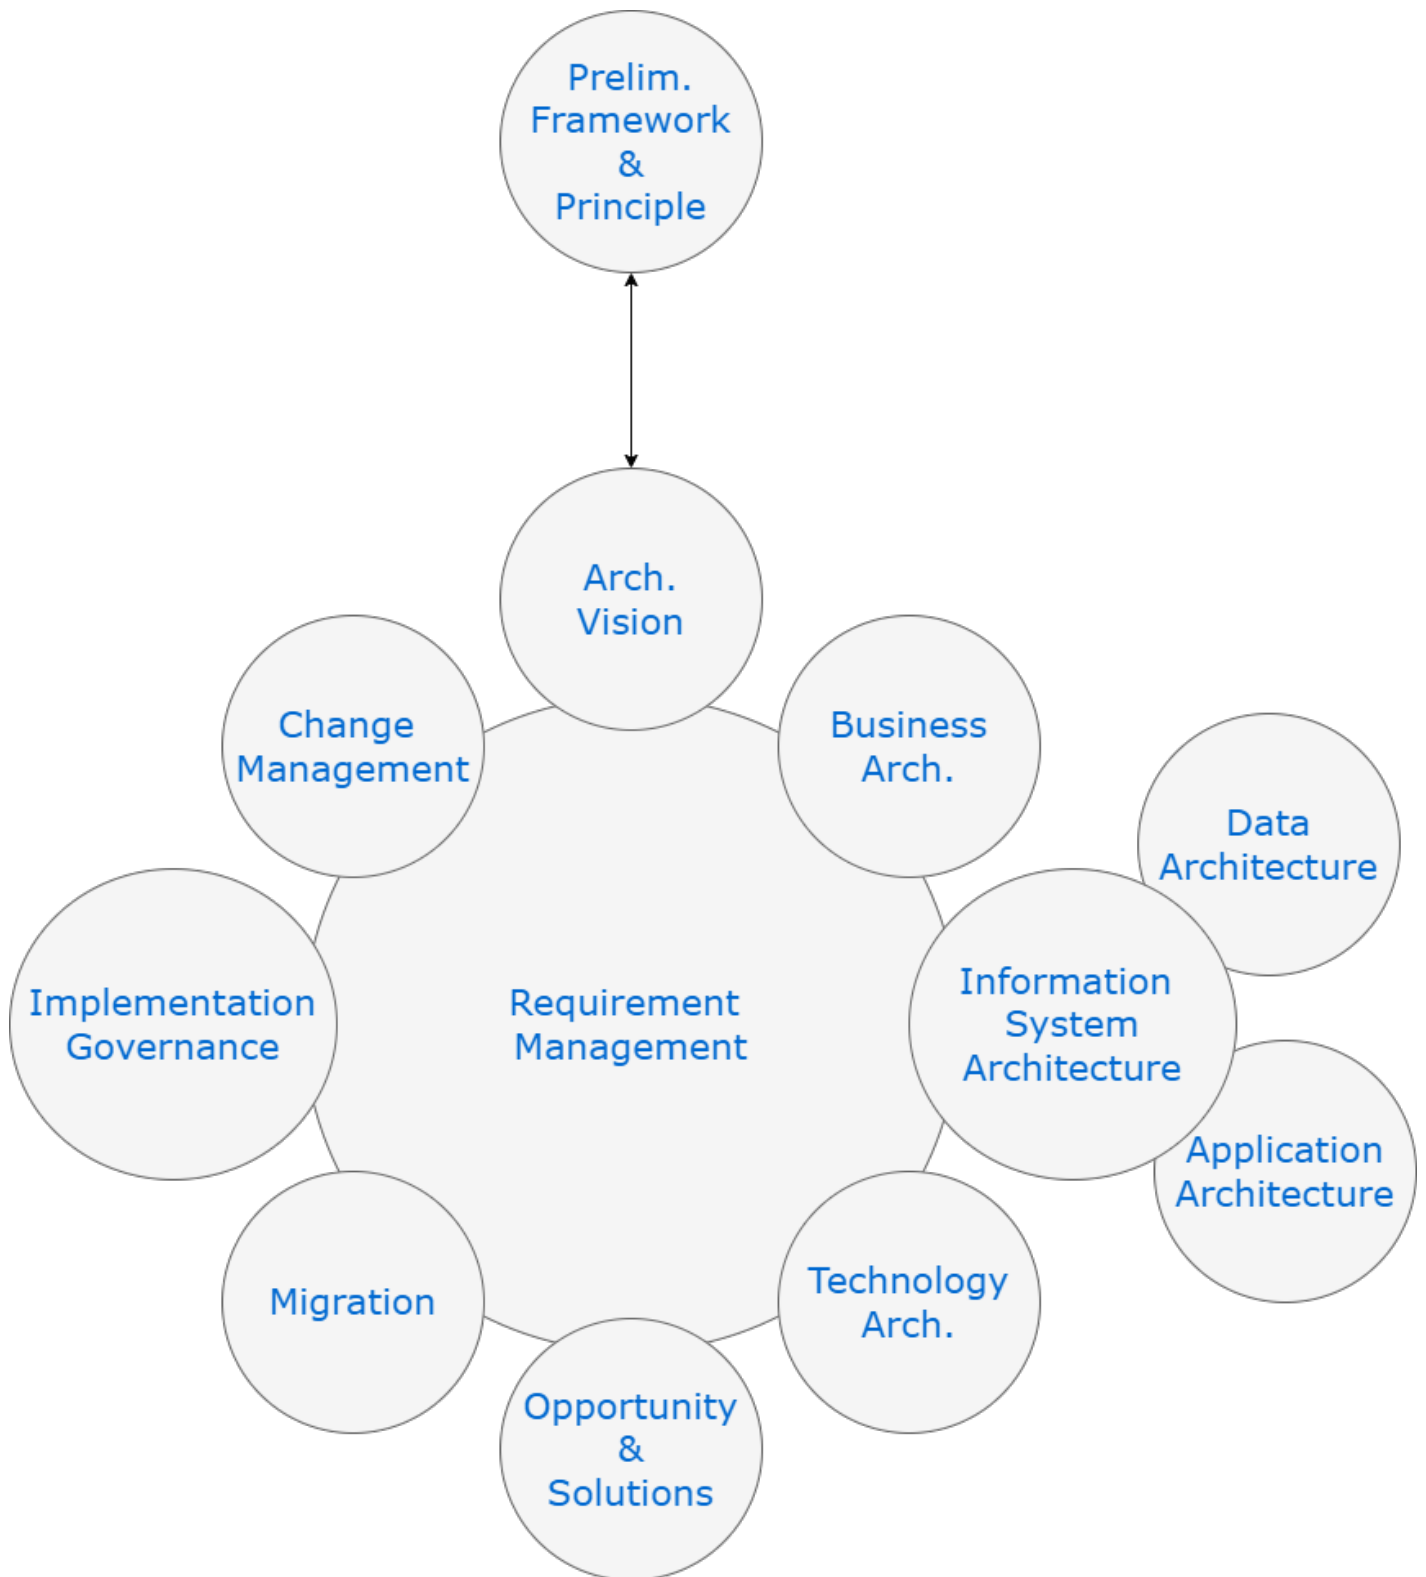 Prelim.
Framework
&
Principle
Arch.
Vision
Change
Management
Business
Arch.
Data
Architecture
Implementation
Governance
Requirement
Management
Information
System
Architecture
Application
Architecture
Migration
Technology
Arch.
Opportunity
&
Solutions